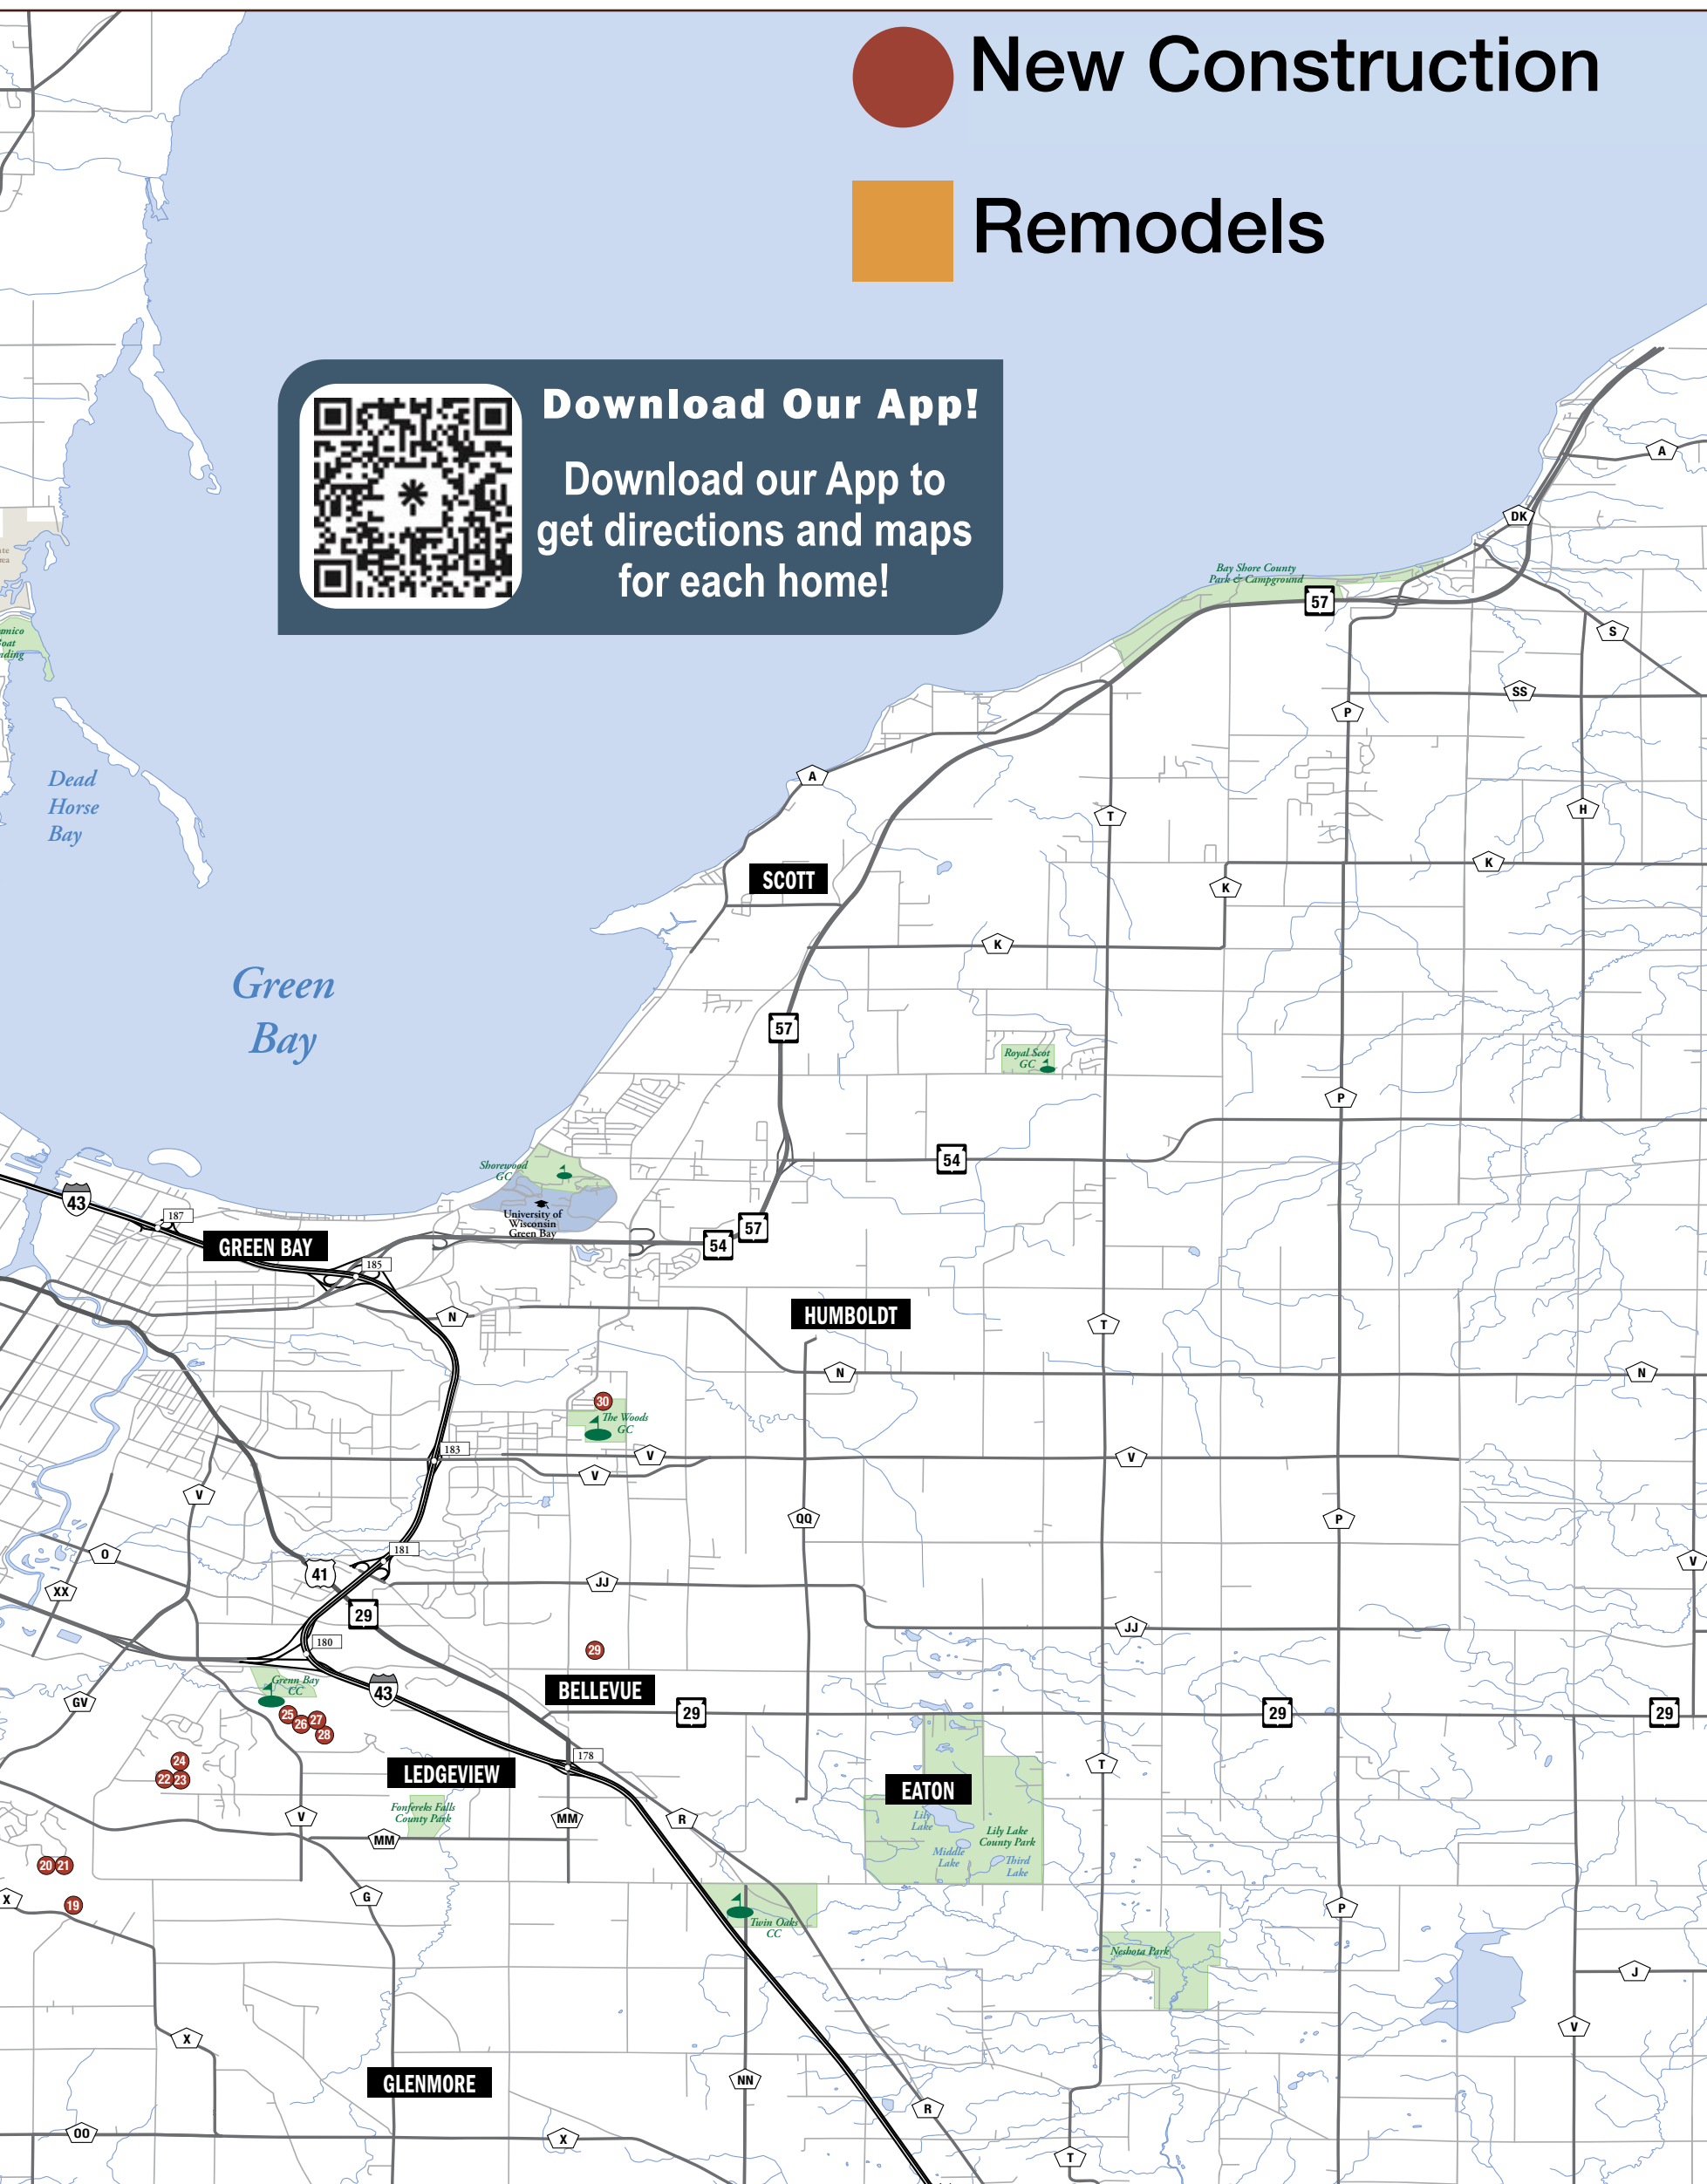 New Construction
Remodels
Download Our App!
Download our App to
get directions and maps
for each home!
A
DK
Bay Shore County
Park & Campground
57
S
SS
P
Dead
Horse
Bay
A
T
H
SCOTT
K
K
K
Green
Bay
57
Royal Scot
GC
P
54
Shorewood
GC
University of
Wisconsin
Green Bay
43
187
57
54
GREEN BAY
185
N
HUMBOLDT
T
N
N
30
The Woods
GC
183
V
V
V
V
QQ
P
O
181
V
41
XX
JJ
29
JJ
180
29
Grenn Bay
CC
43
BELLEVUE
GV
29
29
29
25
26
27
28
24
22
23
178
T
LEDGEVIEW
EATON
Fonfereks Falls
County Park
V
MM
R
MM
Lily
Lake
Lily Lake
County Park
Middle
Lake
Third
Lake
20
21
X
19
G
P
Twin Oaks
CC
Neshota Park
J
V
X
GLENMORE
NN
R
OO
X
T